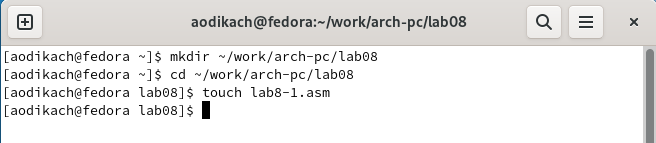 aodikach@fedora:~/work/arch-pc/lab08
[aodikach@fedora ~]$ mkdir ~/work/arch-pc/lab08
[aodikach@fedora ~]$ cd ~/work/arch-pc/lab08
[aodikach@fedora lab08]$ touch lab8-1.asm
[aodikach@fedora lab08]$